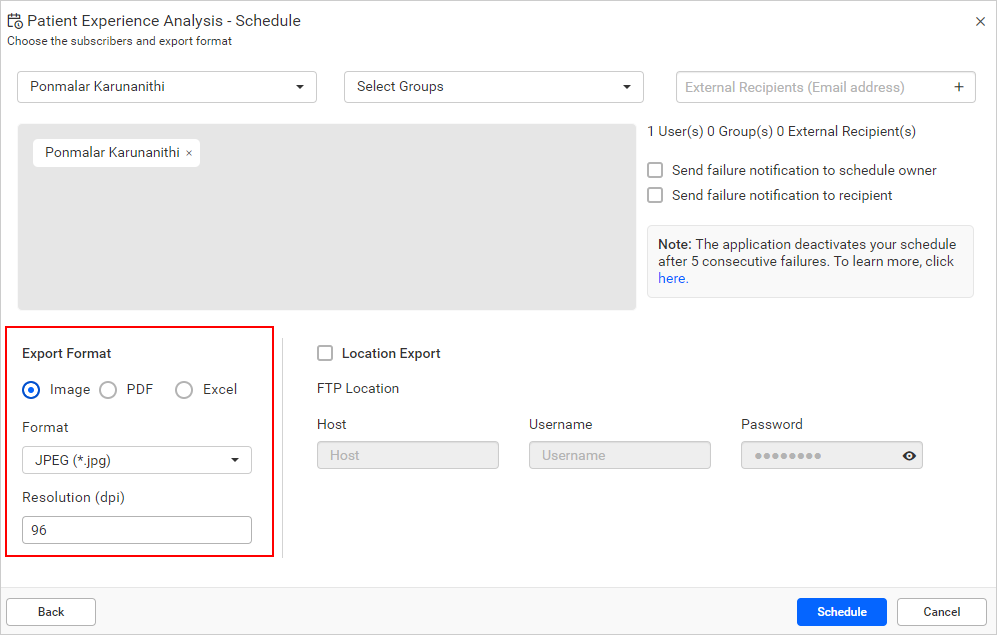 Patient Experience Analysis - Schedule
Choose the subscribers and export format
Ponmalar Karunanithi
Select Groups
External Recipients (Email address)
+
Ponmalar Karunanithi ×
1 User(s) 0 Group(s) 0 External Recipient(s)
Send failure notification to schedule owner
Send failure notification to recipient
Note: The application deactivates your schedule
after 5 consecutive failures. To learn more, click
here.
Export Format
Image
PDF
Excel
Format
JPEG (*.jpg)
Resolution (dpi)
96
Location Export
FTP Location
Host
Username
Password
Host
Username
Back
Schedule
Cancel